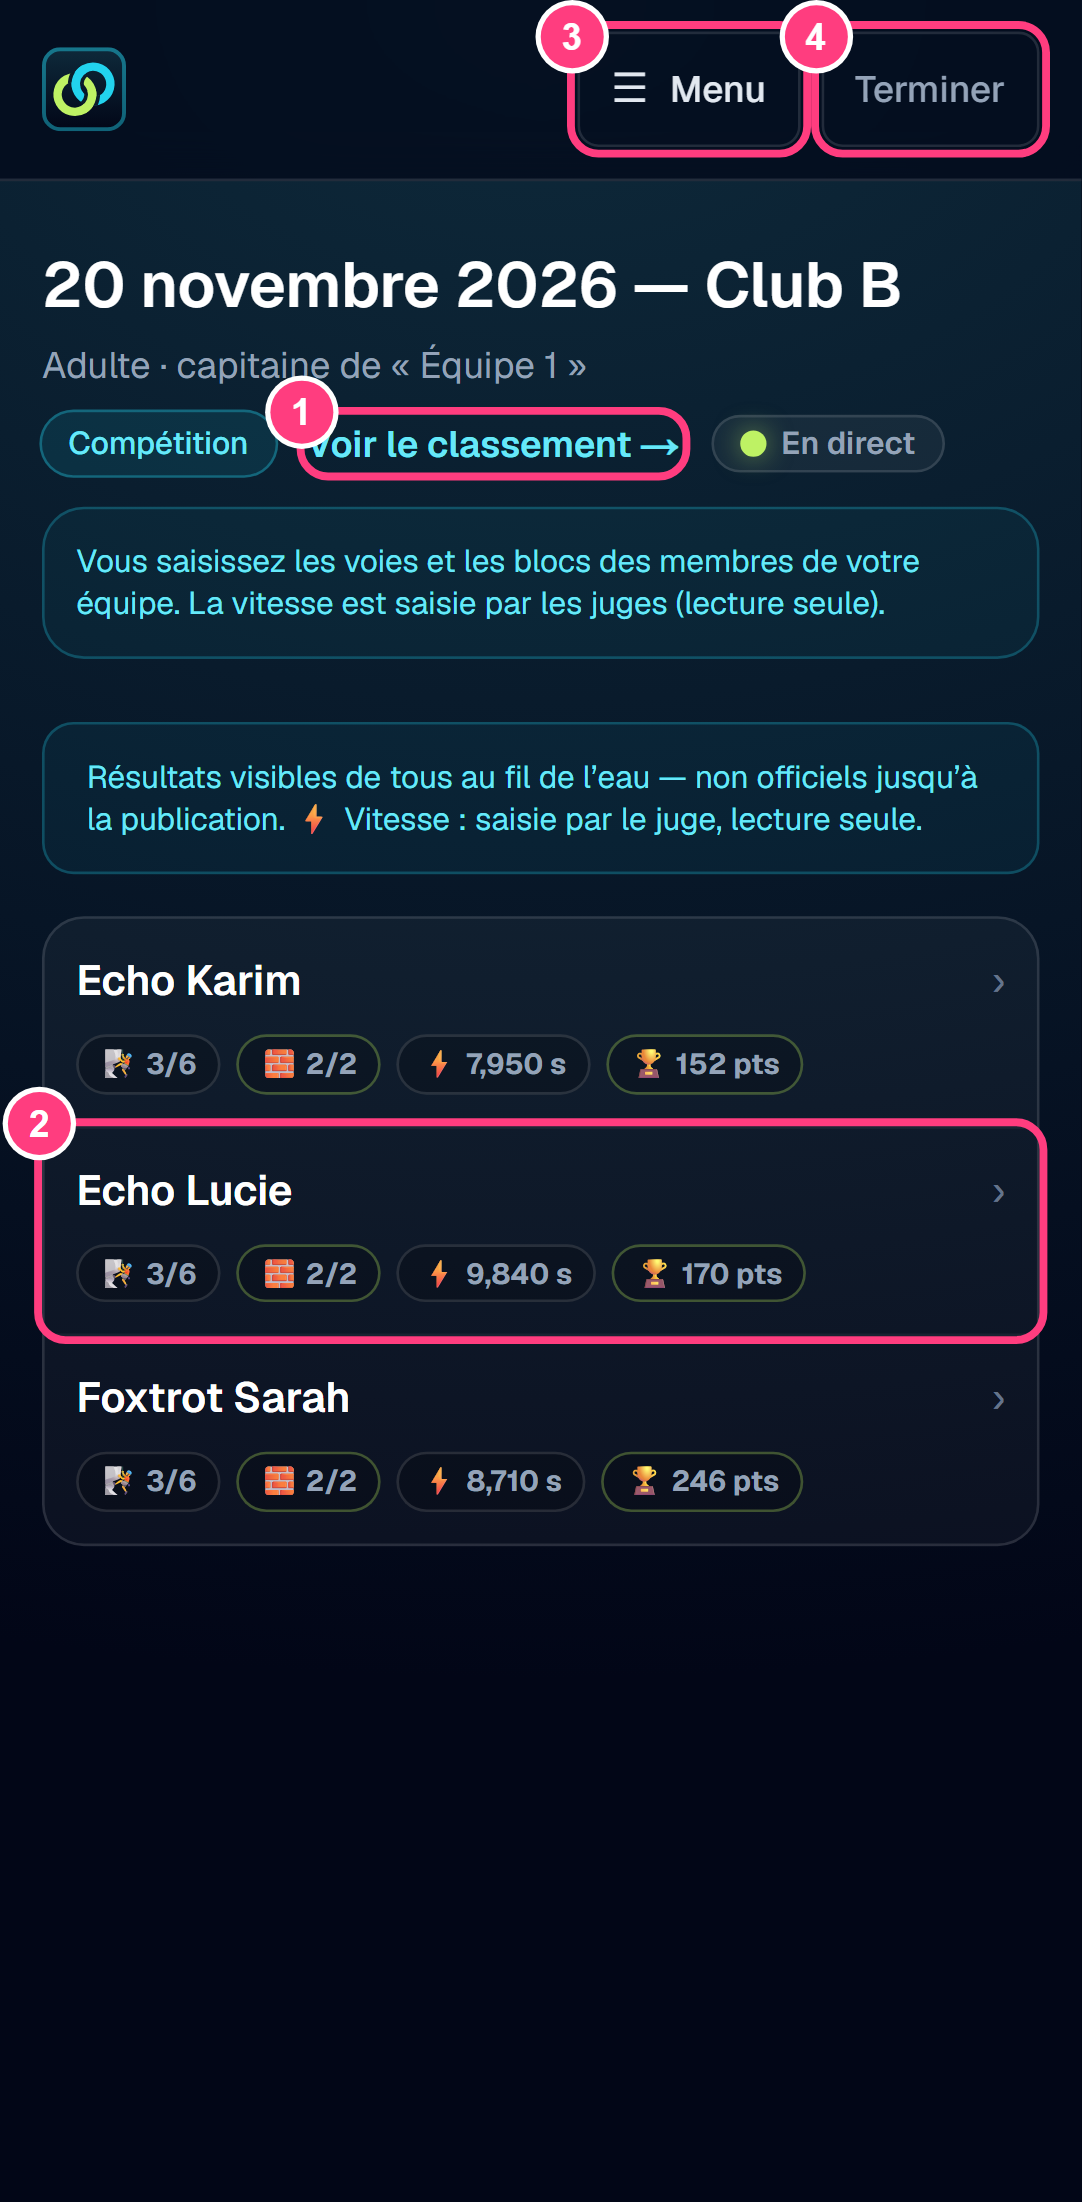 3
4
☰ Menu
Terminer
20 novembre 2026 — Club B
Adulte · capitaine de « Équipe 1 »
Compétition
1
Voir le classement →
En direct
Vous saisissez les voies et les blocs des membres de votre
équipe. La vitesse est saisie par les juges (lecture seule).
Résultats visibles de tous au fil de l’eau — non officiels jusqu’à
la publication. ⚡ Vitesse : saisie par le juge, lecture seule.
Echo Karim ›
3/6 2/2 7,950 s 152 pts
2
Echo Lucie ›
3/6 2/2 9,840 s 170 pts
Foxtrot Sarah ›
3/6 2/2 8,710 s 246 pts